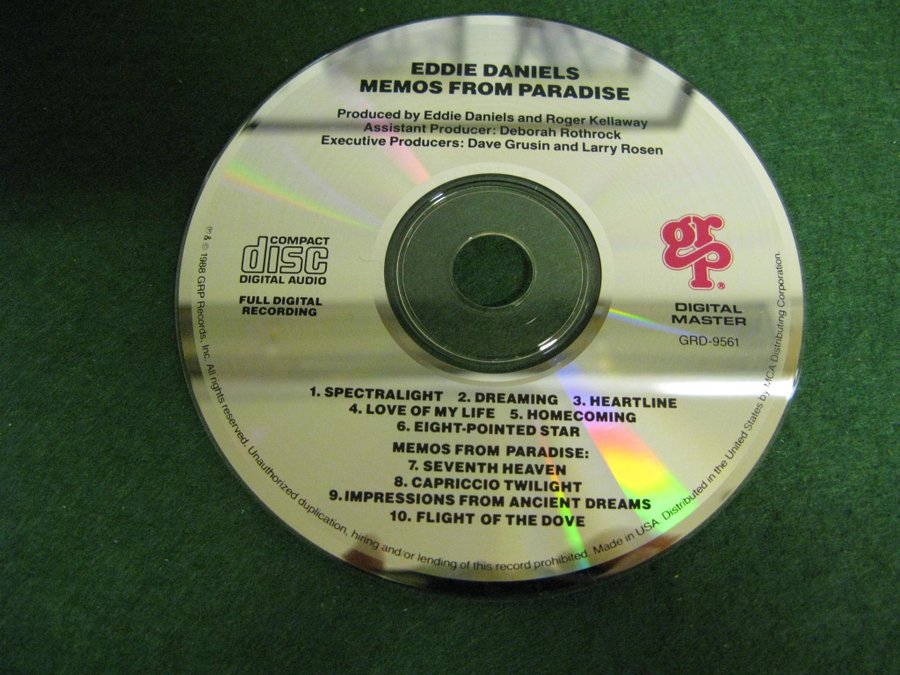 EDDIE DANIELS
MEMOS FROM PARADISE
Produced by Eddie Daniels and Roger Kellaway
Assistant Producer: Deborah Rothrock
Executive Producers: Dave Grusin and Larry Rosen
COMPACT
disc
DIGITAL AUDIO
FULL DIGITAL
RECORDING
grp®
DIGITAL
MASTER
GRD-9561
1. SPECTRALIGHT 2. DREAMING 3. HEARTLINE
4. LOVE OF MY LIFE 5. HOMECOMING
6. EIGHT-POINTED STAR
MEMOS FROM PARADISE:
7. SEVENTH HEAVEN
8. CAPRICCIO TWILIGHT
9. IMPRESSIONS FROM ANCIENT DREAMS
10. FLIGHT OF THE DOVE
℗ & © 1988 GRP Records, Inc. All rights reserved. Unauthorized duplication, hiring and/or lending of this record prohibited. Made in USA. Distributed in the United States by MCA Distributing Corporation.